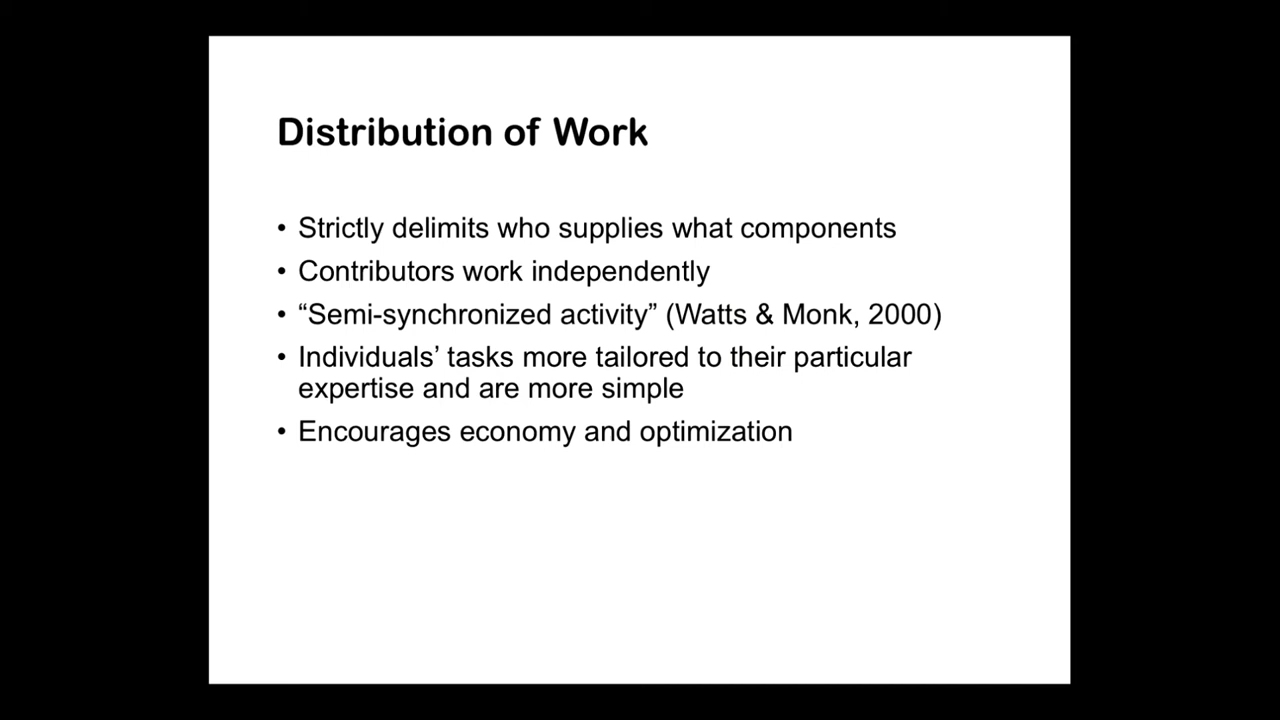 Distribution of Work
• Strictly delimits who supplies what components
• Contributors work independently
• “Semi-synchronized activity” (Watts & Monk, 2000)
• Individuals’ tasks more tailored to their particular
expertise and are more simple
• Encourages economy and optimization